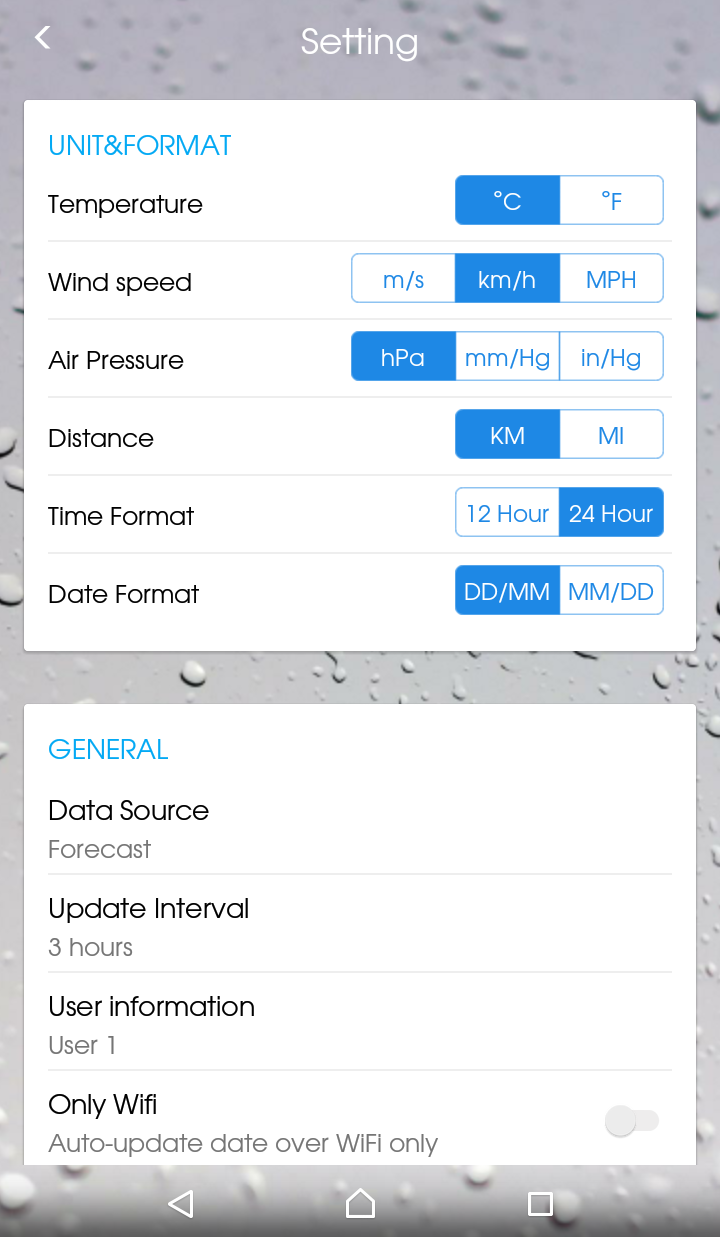 Setting
UNIT&FORMAT
Temperature °C °F
Wind speed m/s km/h MPH
Air Pressure hPa mm/Hg in/Hg
Distance KM MI
Time Format 12 Hour 24 Hour
Date Format DD/MM MM/DD
GENERAL
Data Source
Forecast
Update Interval
3 hours
User information
User 1
Only Wifi
Auto-update date over WiFi only